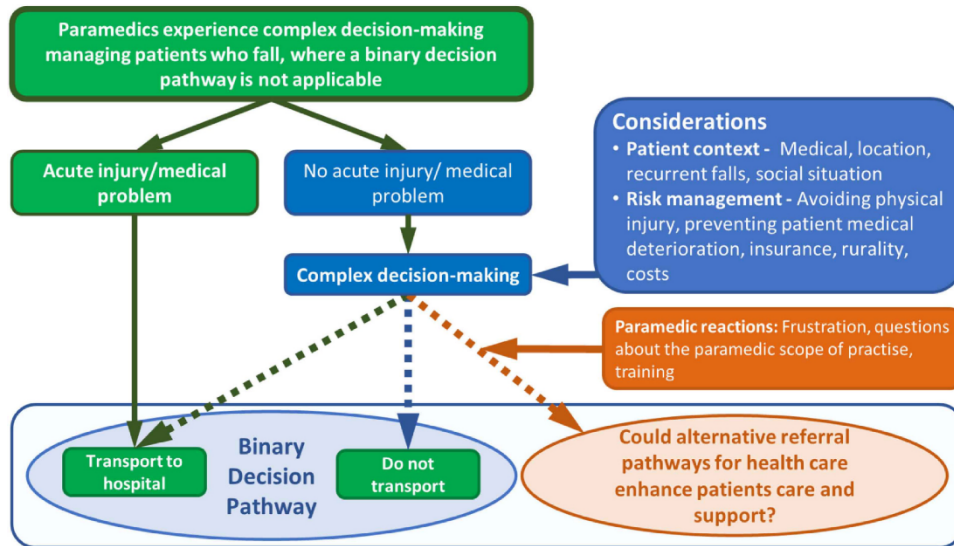 Paramedics experience complex decision-making
managing patients who fall, where a binary decision
pathway is not applicable
Acute injury/medical
problem
No acute injury/ medical
problem
Considerations
• Patient context - Medical, location,
recurrent falls, social situation
• Risk management - Avoiding physical
injury, preventing patient medical
deterioration, insurance, rurality,
costs
Complex decision-making
Paramedic reactions: Frustration, questions
about the paramedic scope of practise,
training
Binary
Decision
Pathway
Transport to
hospital
Do not
transport
Could alternative referral
pathways for health care
enhance patients care and
support?